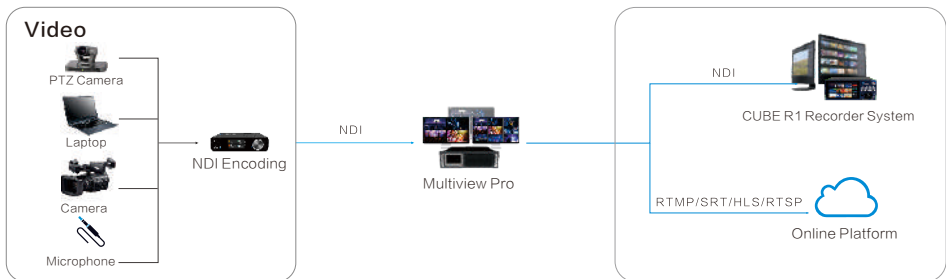 Video
PTZ Camera
Laptop
Camera
Microphone
NDI Encoding
NDI
Multiview Pro
NDI
CUBE R1 Recorder System
RTMP/SRT/HLS/RTSP
Online Platform